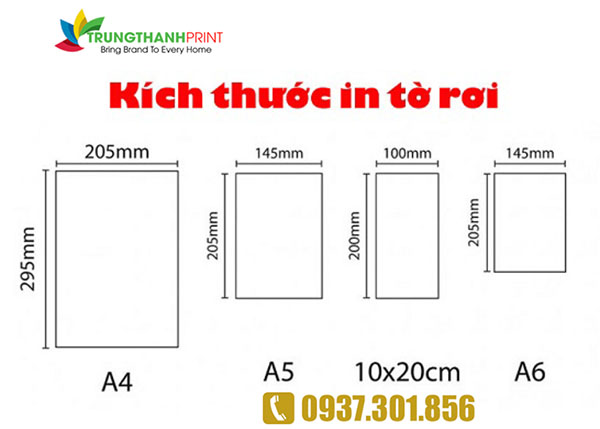 TRUNGTHANHPRINT
Bring Brand To Every Home
Kích thước in tờ rơi
205mm
295mm
A4
145mm
205mm
A5
100mm
200mm
10x20cm
145mm
205mm
A6
0937.301.856